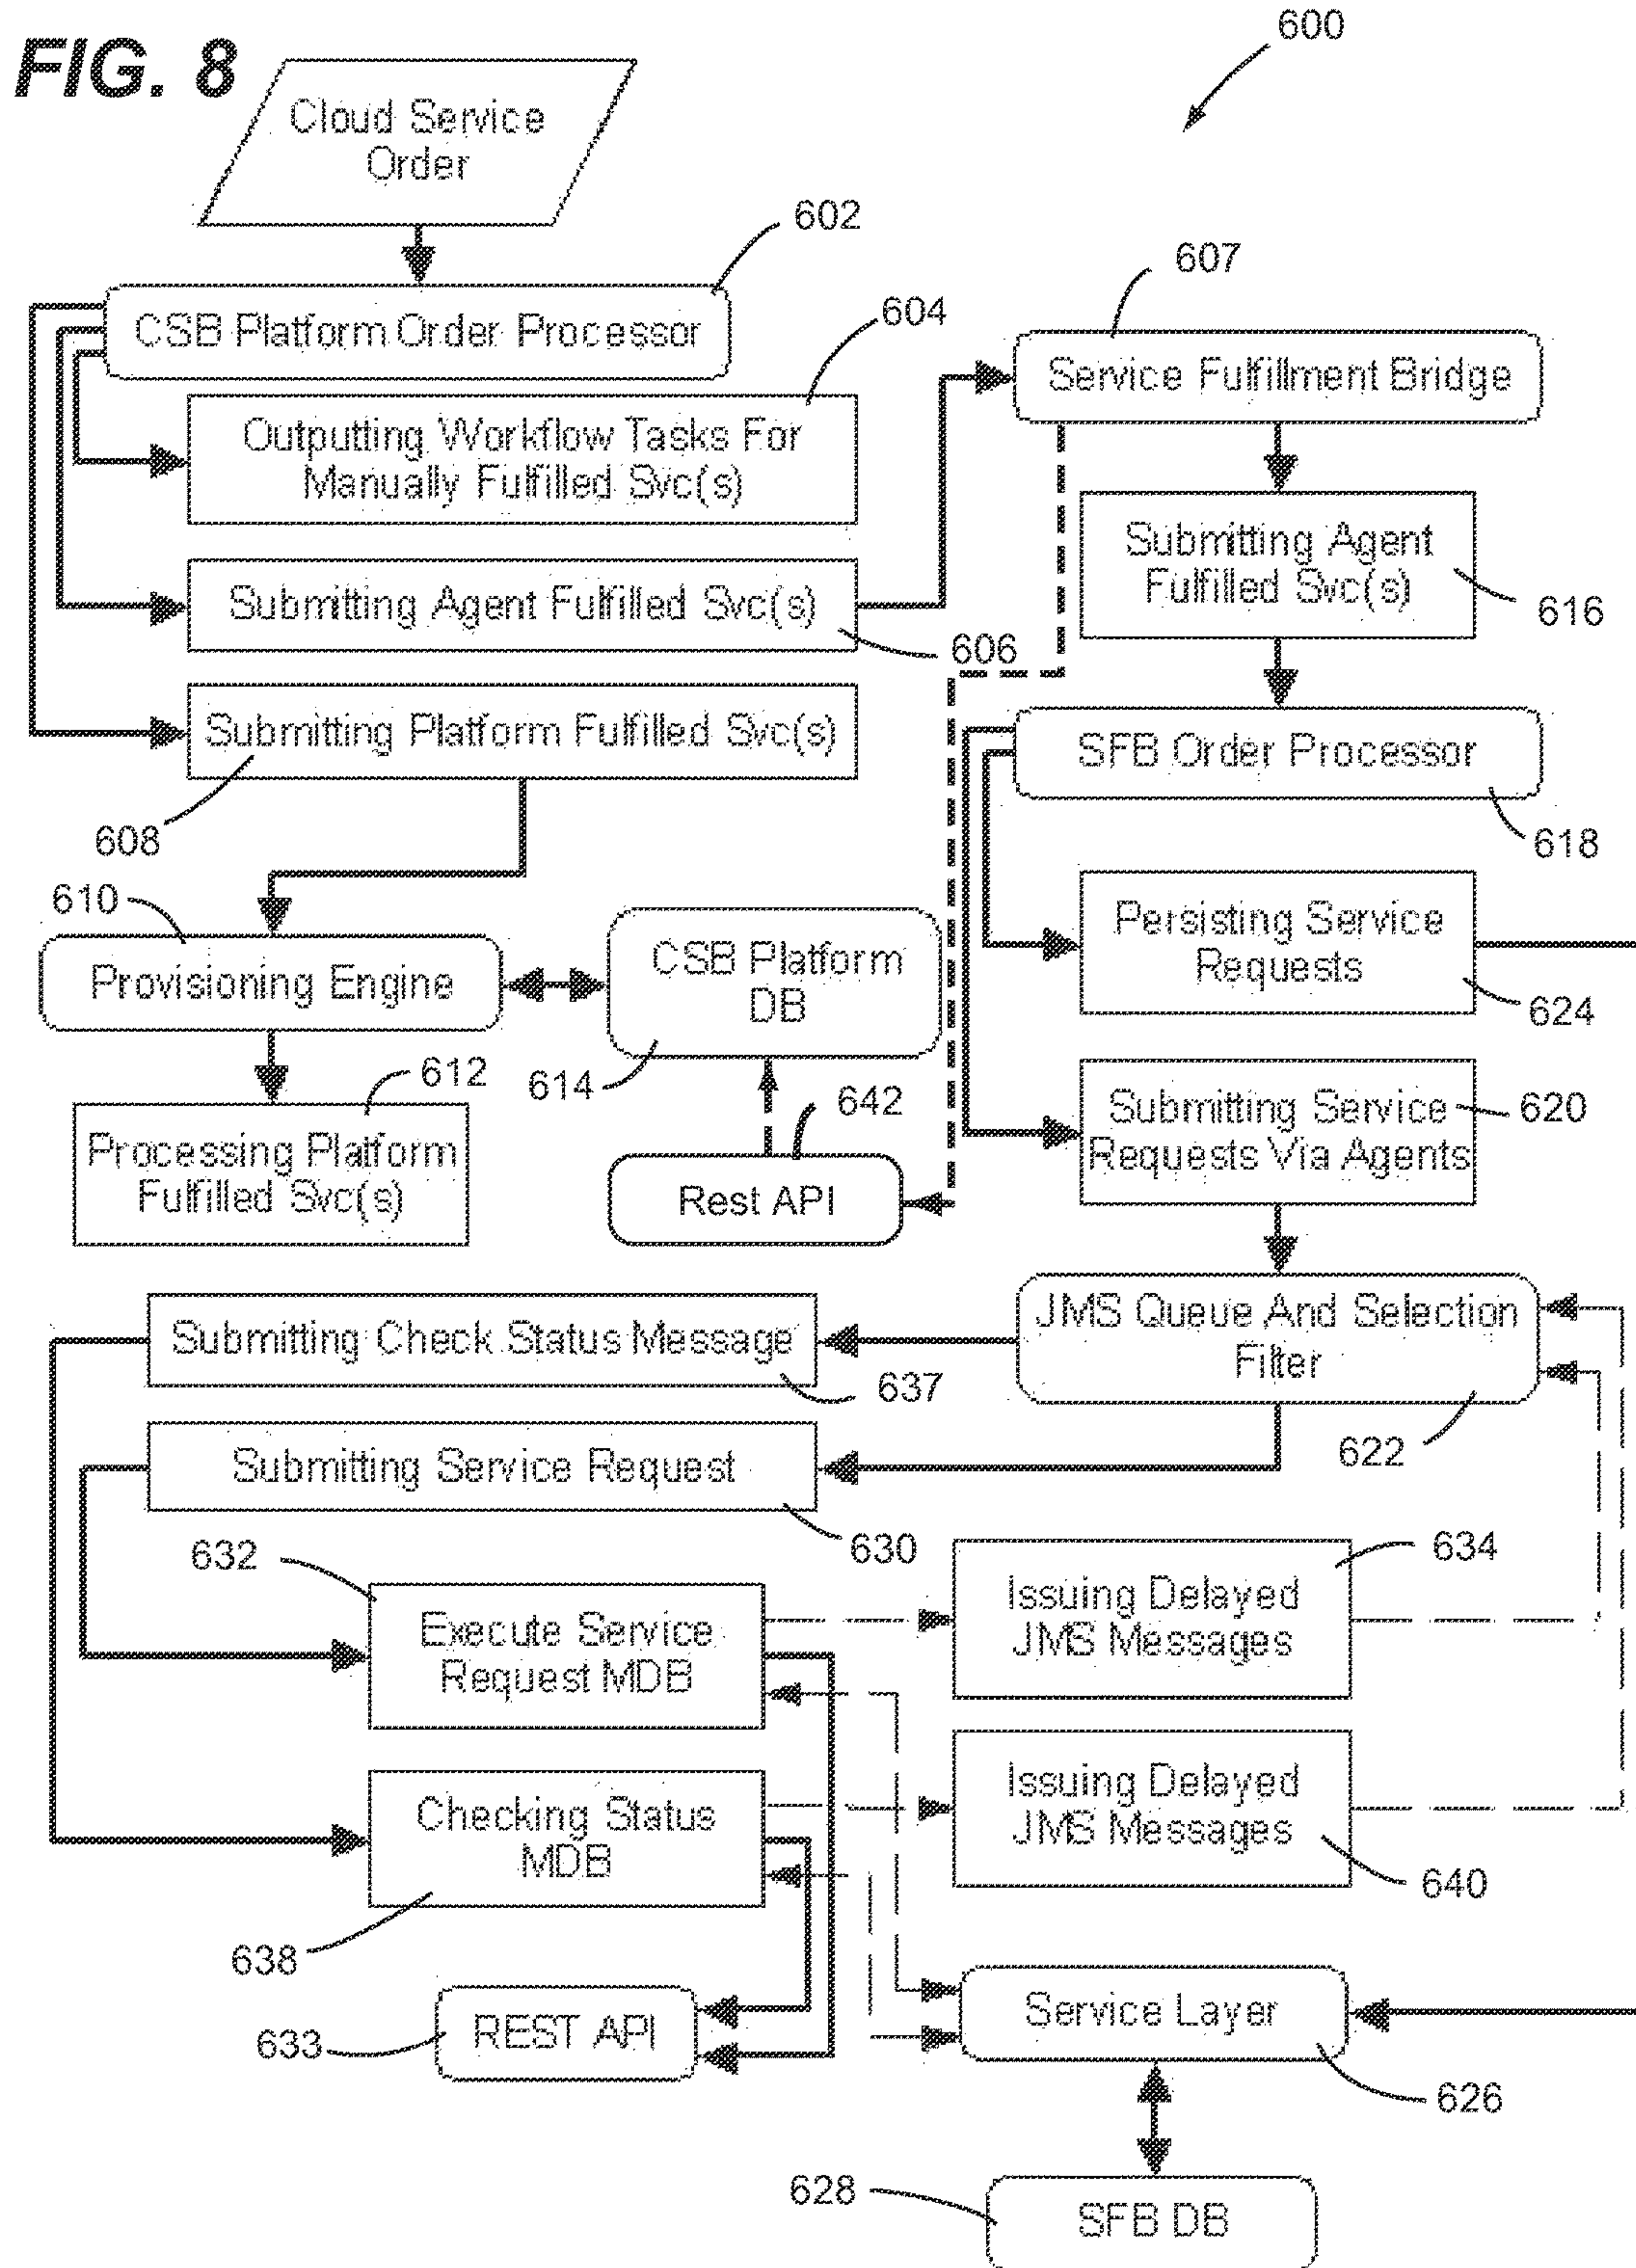 FIG. 8
600
Cloud Service
Order
602
CSB Platform Order Processor
604
Outputting Workflow Tasks For
Manually Fulfilled Svc(s)
Submitting Agent Fulfilled Svc(s)
606
Submitting Platform Fulfilled Svc(s)
608
607
Service Fulfillment Bridge
Submitting Agent
Fulfilled Svc(s)
616
SFB Order Processor
618
610
Provisioning Engine
CSB Platform
DB
614
612
Processing Platform
Fulfilled Svc(s)
642
Rest API
Persisting Service
Requests
624
Submitting Service
Requests Via Agents
620
JMS Queue And Selection
Filter
622
Submitting Check Status Message
637
Submitting Service Request
630
632
Execute Service
Request MDB
634
Issuing Delayed
JMS Messages
Checking Status
MDB
638
Issuing Delayed
JMS Messages
640
REST API
633
Service Layer
626
628
SFB DB